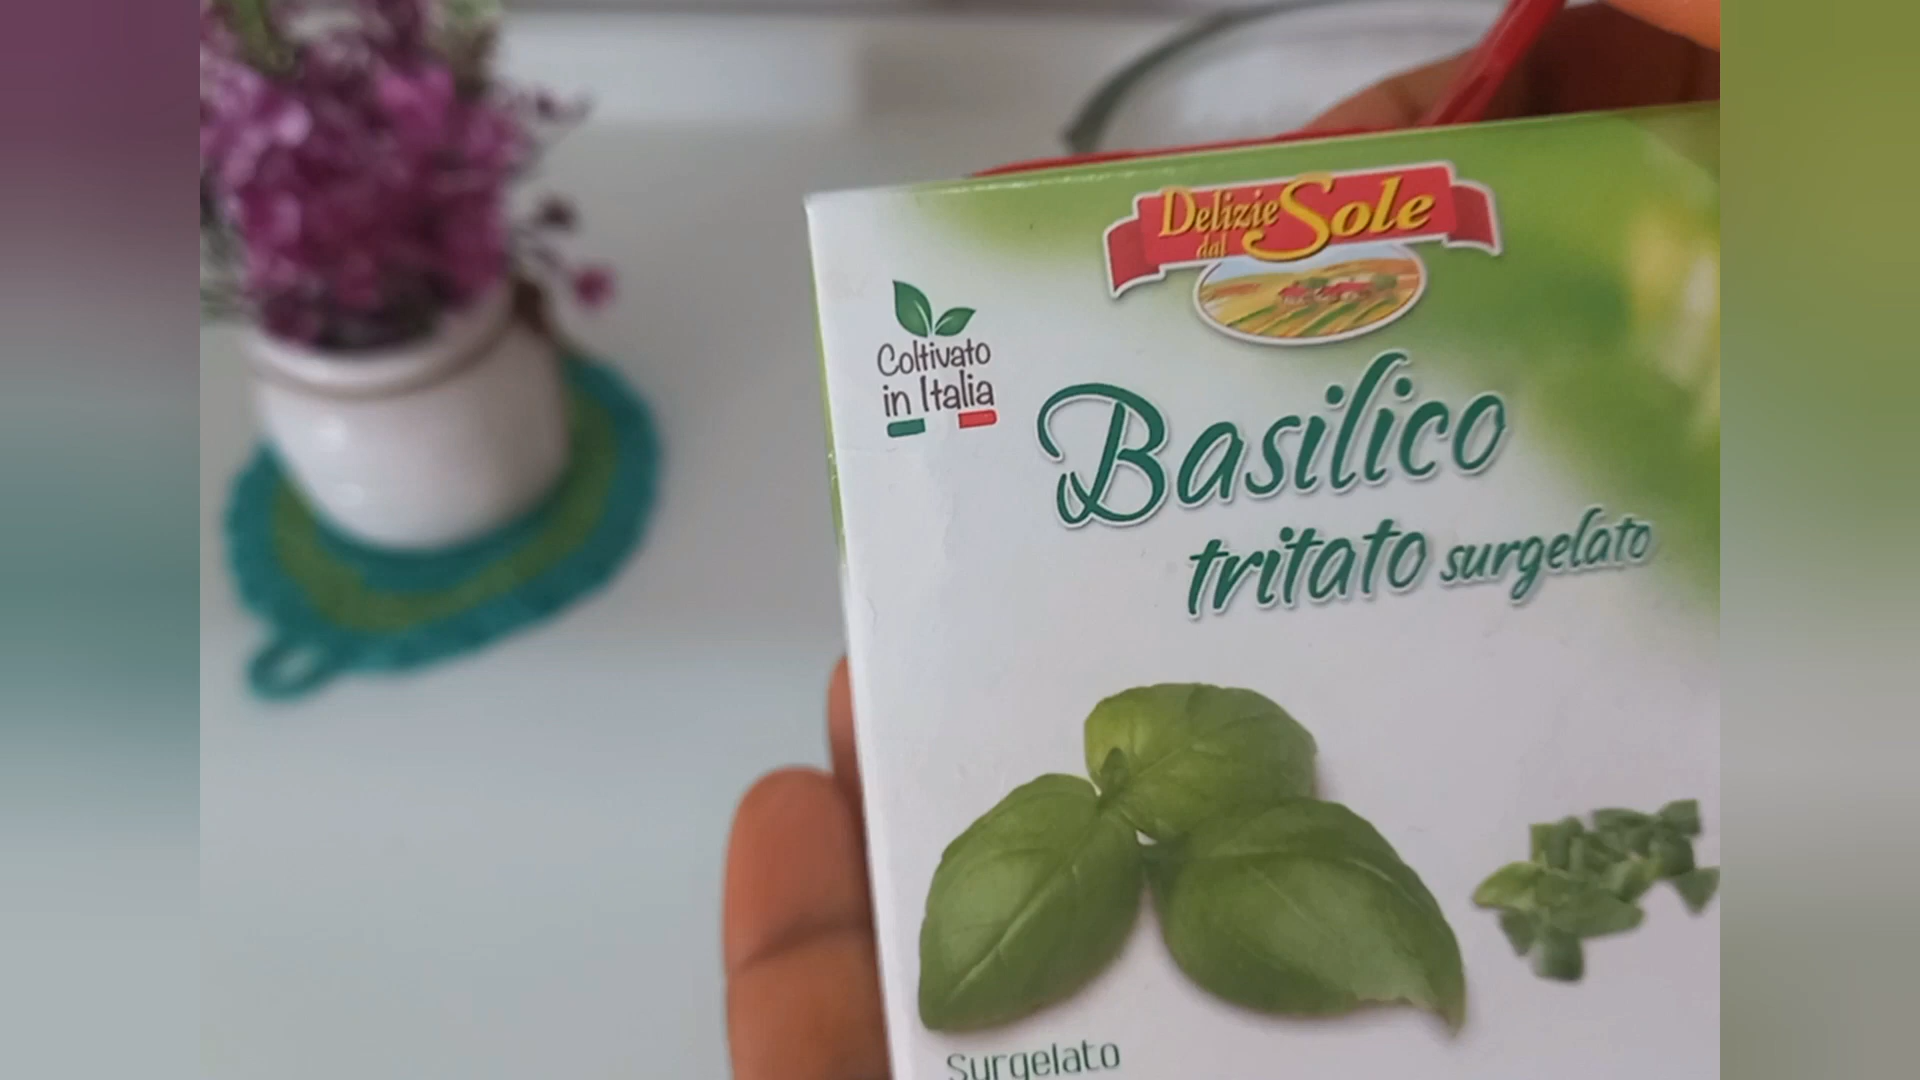 Delizie dal Sole
Coltivato
in Italia
Basilico
tritato surgelato
Surgelato